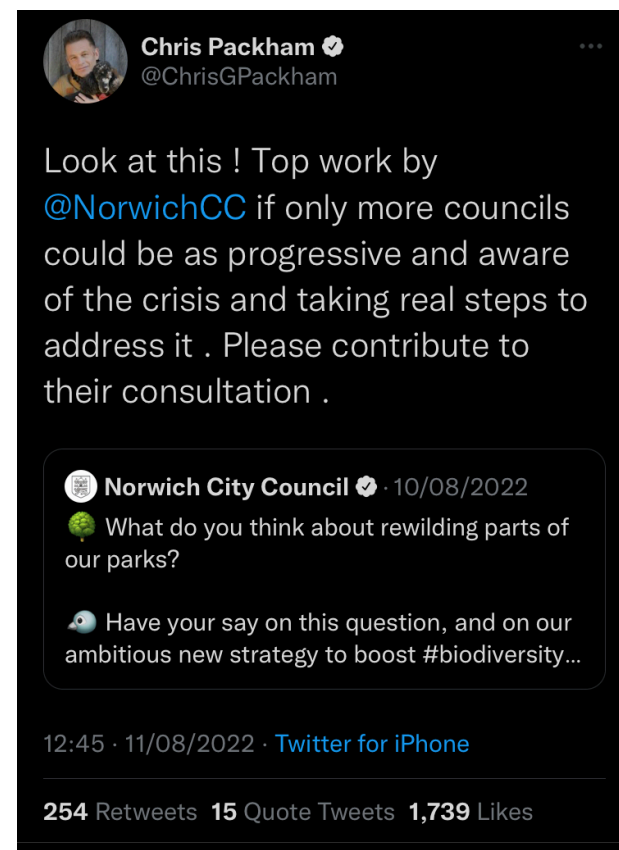 Chris Packham
@ChrisGPackham
Look at this ! Top work by
@NorwichCC if only more councils
could be as progressive and aware
of the crisis and taking real steps to
address it . Please contribute to
their consultation .
Norwich City Council · 10/08/2022
🌳 What do you think about rewilding parts of
our parks?
🐦 Have your say on this question, and on our
ambitious new strategy to boost #biodiversity...
12:45 · 11/08/2022 · Twitter for iPhone
254 Retweets 15 Quote Tweets 1,739 Likes